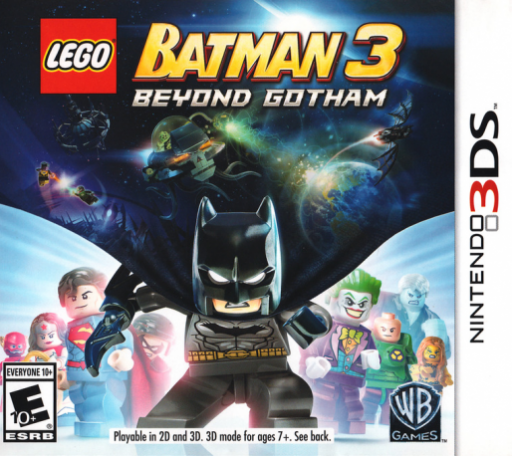 LEGO
BATMAN 3
BEYOND GOTHAM
NINTENDO 3DS™
EVERYONE 10+
E
10+
ESRB
Playable in 2D and 3D. 3D mode for ages 7+. See back.
WB
GAMES